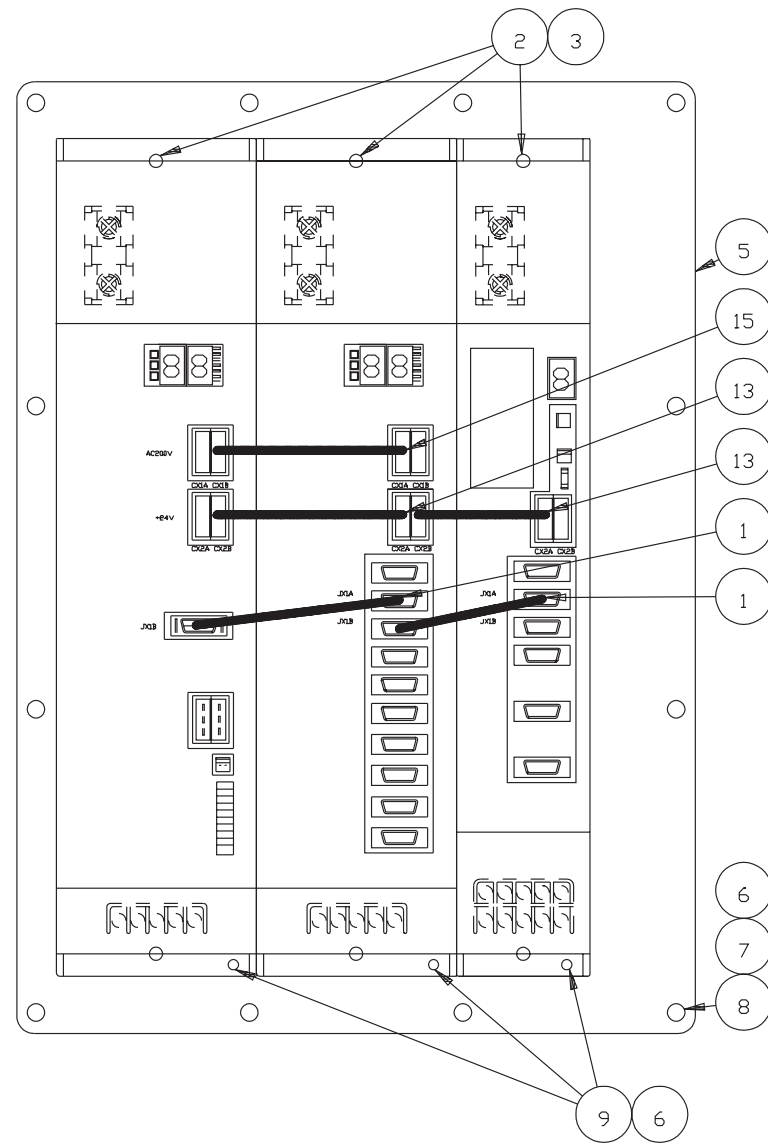 2 3
5
15
AC200V
CX1A CX1B
CX1A CX1B
13
+24V
13
CX2A CX2B
CX2A CX2B
CX2A CX2B
1
JX1A
JX1A
1
JX1B
JX1B
JX1B
6
7
8
9 6